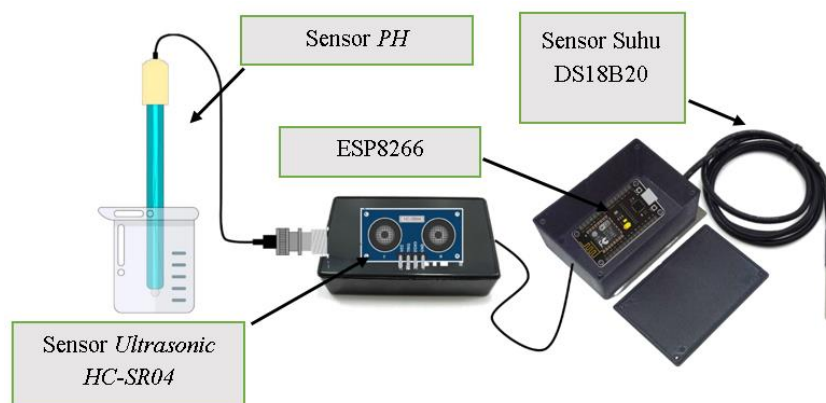 Sensor PH
Sensor Suhu
DS18B20
ESP8266
Sensor Ultrasonic
HC-SR04